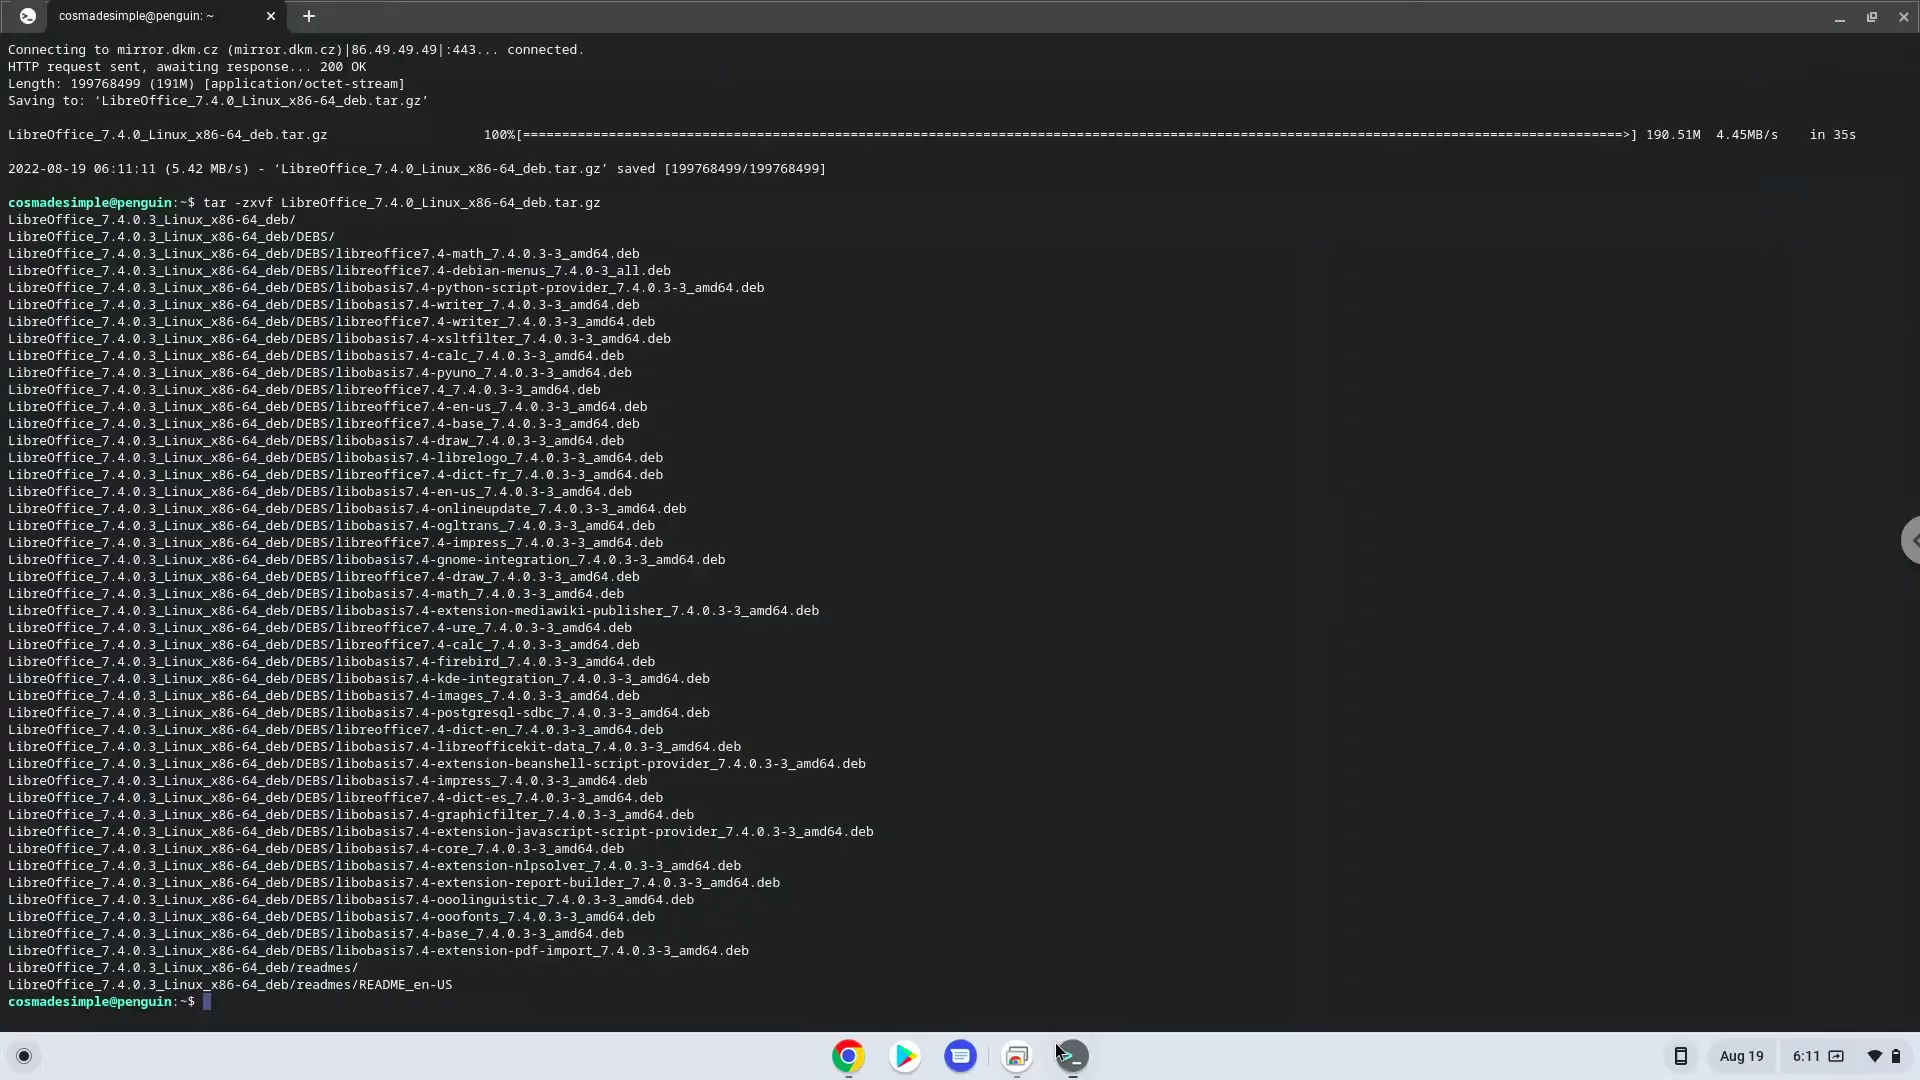 cosmadesimple@penguin: ~
Connecting to mirror.dkm.cz (mirror.dkm.cz)|86.49.49.49|:443... connected.
HTTP request sent, awaiting response... 200 OK
Length: 199768499 (191M) [application/octet-stream]
Saving to: ‘LibreOffice_7.4.0_Linux_x86-64_deb.tar.gz’
LibreOffice_7.4.0_Linux_x86-64_deb.tar.gz 100%[=============================================================================================================================================>] 190.51M 4.45MB/s in 35s
2022-08-19 06:11:11 (5.42 MB/s) - ‘LibreOffice_7.4.0_Linux_x86-64_deb.tar.gz’ saved [199768499/199768499]
cosmadesimple@penguin:~$ tar -zxvf LibreOffice_7.4.0_Linux_x86-64_deb.tar.gz
LibreOffice_7.4.0.3_Linux_x86-64_deb/
LibreOffice_7.4.0.3_Linux_x86-64_deb/DEBS/
LibreOffice_7.4.0.3_Linux_x86-64_deb/DEBS/libreoffice7.4-math_7.4.0.3-3_amd64.deb
LibreOffice_7.4.0.3_Linux_x86-64_deb/DEBS/libreoffice7.4-debian-menus_7.4.0-3_all.deb
LibreOffice_7.4.0.3_Linux_x86-64_deb/DEBS/libobasis7.4-python-script-provider_7.4.0.3-3_amd64.deb
LibreOffice_7.4.0.3_Linux_x86-64_deb/DEBS/libobasis7.4-writer_7.4.0.3-3_amd64.deb
LibreOffice_7.4.0.3_Linux_x86-64_deb/DEBS/libreoffice7.4-writer_7.4.0.3-3_amd64.deb
LibreOffice_7.4.0.3_Linux_x86-64_deb/DEBS/libobasis7.4-xsltfilter_7.4.0.3-3_amd64.deb
LibreOffice_7.4.0.3_Linux_x86-64_deb/DEBS/libobasis7.4-calc_7.4.0.3-3_amd64.deb
LibreOffice_7.4.0.3_Linux_x86-64_deb/DEBS/libobasis7.4-pyuno_7.4.0.3-3_amd64.deb
LibreOffice_7.4.0.3_Linux_x86-64_deb/DEBS/libreoffice7.4_7.4.0.3-3_amd64.deb
LibreOffice_7.4.0.3_Linux_x86-64_deb/DEBS/libreoffice7.4-en-us_7.4.0.3-3_amd64.deb
LibreOffice_7.4.0.3_Linux_x86-64_deb/DEBS/libreoffice7.4-base_7.4.0.3-3_amd64.deb
LibreOffice_7.4.0.3_Linux_x86-64_deb/DEBS/libobasis7.4-draw_7.4.0.3-3_amd64.deb
LibreOffice_7.4.0.3_Linux_x86-64_deb/DEBS/libobasis7.4-librelogo_7.4.0.3-3_amd64.deb
LibreOffice_7.4.0.3_Linux_x86-64_deb/DEBS/libreoffice7.4-dict-fr_7.4.0.3-3_amd64.deb
LibreOffice_7.4.0.3_Linux_x86-64_deb/DEBS/libobasis7.4-en-us_7.4.0.3-3_amd64.deb
LibreOffice_7.4.0.3_Linux_x86-64_deb/DEBS/libobasis7.4-onlineupdate_7.4.0.3-3_amd64.deb
LibreOffice_7.4.0.3_Linux_x86-64_deb/DEBS/libobasis7.4-ogltrans_7.4.0.3-3_amd64.deb
LibreOffice_7.4.0.3_Linux_x86-64_deb/DEBS/libreoffice7.4-impress_7.4.0.3-3_amd64.deb
LibreOffice_7.4.0.3_Linux_x86-64_deb/DEBS/libobasis7.4-gnome-integration_7.4.0.3-3_amd64.deb
LibreOffice_7.4.0.3_Linux_x86-64_deb/DEBS/libreoffice7.4-draw_7.4.0.3-3_amd64.deb
LibreOffice_7.4.0.3_Linux_x86-64_deb/DEBS/libobasis7.4-math_7.4.0.3-3_amd64.deb
LibreOffice_7.4.0.3_Linux_x86-64_deb/DEBS/libobasis7.4-extension-mediawiki-publisher_7.4.0.3-3_amd64.deb
LibreOffice_7.4.0.3_Linux_x86-64_deb/DEBS/libreoffice7.4-ure_7.4.0.3-3_amd64.deb
LibreOffice_7.4.0.3_Linux_x86-64_deb/DEBS/libreoffice7.4-calc_7.4.0.3-3_amd64.deb
LibreOffice_7.4.0.3_Linux_x86-64_deb/DEBS/libobasis7.4-firebird_7.4.0.3-3_amd64.deb
LibreOffice_7.4.0.3_Linux_x86-64_deb/DEBS/libobasis7.4-kde-integration_7.4.0.3-3_amd64.deb
LibreOffice_7.4.0.3_Linux_x86-64_deb/DEBS/libobasis7.4-images_7.4.0.3-3_amd64.deb
LibreOffice_7.4.0.3_Linux_x86-64_deb/DEBS/libobasis7.4-postgresql-sdbc_7.4.0.3-3_amd64.deb
LibreOffice_7.4.0.3_Linux_x86-64_deb/DEBS/libreoffice7.4-dict-en_7.4.0.3-3_amd64.deb
LibreOffice_7.4.0.3_Linux_x86-64_deb/DEBS/libobasis7.4-libreofficekit-data_7.4.0.3-3_amd64.deb
LibreOffice_7.4.0.3_Linux_x86-64_deb/DEBS/libobasis7.4-extension-beanshell-script-provider_7.4.0.3-3_amd64.deb
LibreOffice_7.4.0.3_Linux_x86-64_deb/DEBS/libobasis7.4-impress_7.4.0.3-3_amd64.deb
LibreOffice_7.4.0.3_Linux_x86-64_deb/DEBS/libreoffice7.4-dict-es_7.4.0.3-3_amd64.deb
LibreOffice_7.4.0.3_Linux_x86-64_deb/DEBS/libobasis7.4-graphicfilter_7.4.0.3-3_amd64.deb
LibreOffice_7.4.0.3_Linux_x86-64_deb/DEBS/libobasis7.4-extension-javascript-script-provider_7.4.0.3-3_amd64.deb
LibreOffice_7.4.0.3_Linux_x86-64_deb/DEBS/libobasis7.4-core_7.4.0.3-3_amd64.deb
LibreOffice_7.4.0.3_Linux_x86-64_deb/DEBS/libobasis7.4-extension-nlpsolver_7.4.0.3-3_amd64.deb
LibreOffice_7.4.0.3_Linux_x86-64_deb/DEBS/libobasis7.4-extension-report-builder_7.4.0.3-3_amd64.deb
LibreOffice_7.4.0.3_Linux_x86-64_deb/DEBS/libobasis7.4-ooolinguistic_7.4.0.3-3_amd64.deb
LibreOffice_7.4.0.3_Linux_x86-64_deb/DEBS/libobasis7.4-ooofonts_7.4.0.3-3_amd64.deb
LibreOffice_7.4.0.3_Linux_x86-64_deb/DEBS/libobasis7.4-base_7.4.0.3-3_amd64.deb
LibreOffice_7.4.0.3_Linux_x86-64_deb/DEBS/libobasis7.4-extension-pdf-import_7.4.0.3-3_amd64.deb
LibreOffice_7.4.0.3_Linux_x86-64_deb/readmes/
LibreOffice_7.4.0.3_Linux_x86-64_deb/readmes/README_en-US
cosmadesimple@penguin:~$
Aug 19 6:11